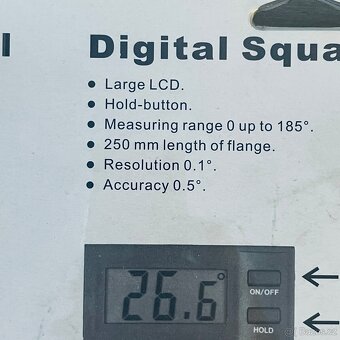 l Digital Squa
• Large LCD.
• Hold-button.
• Measuring range 0 up to 185°.
• 250 mm length of flange.
• Resolution 0.1°.
• Accuracy 0.5°.
26.6°
ON/OFF
HOLD